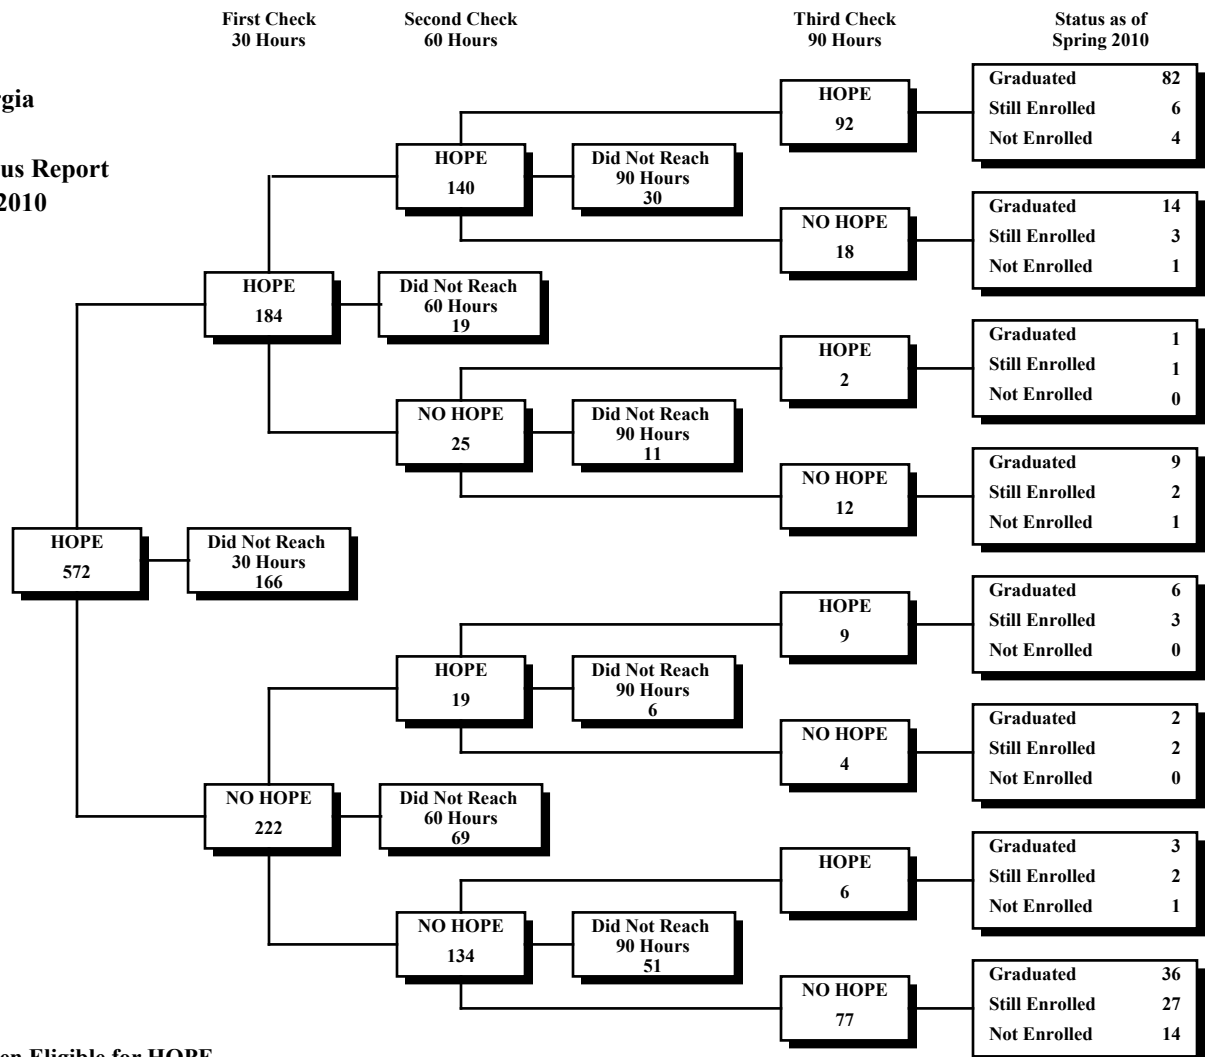 First Check
30 Hours
Second Check
60 Hours
Third Check
90 Hours
Status as of
Spring 2010
us Report
2010
HOPE
572
Did Not Reach
30 Hours
166
HOPE
184
Did Not Reach
60 Hours
19
NO HOPE
222
Did Not Reach
60 Hours
69
HOPE
140
Did Not Reach
90 Hours
30
NO HOPE
25
Did Not Reach
90 Hours
11
HOPE
19
Did Not Reach
90 Hours
6
NO HOPE
134
Did Not Reach
90 Hours
51
HOPE
92
Graduated 82
Still Enrolled 6
Not Enrolled 4
NO HOPE
18
Graduated 14
Still Enrolled 3
Not Enrolled 1
HOPE
2
Graduated 1
Still Enrolled 1
Not Enrolled 0
NO HOPE
12
Graduated 9
Still Enrolled 2
Not Enrolled 1
HOPE
9
Graduated 6
Still Enrolled 3
Not Enrolled 0
NO HOPE
4
Graduated 2
Still Enrolled 2
Not Enrolled 0
HOPE
6
Graduated 3
Still Enrolled 2
Not Enrolled 1
NO HOPE
77
Graduated 36
Still Enrolled 27
Not Enrolled 14
Eligible for HOPE